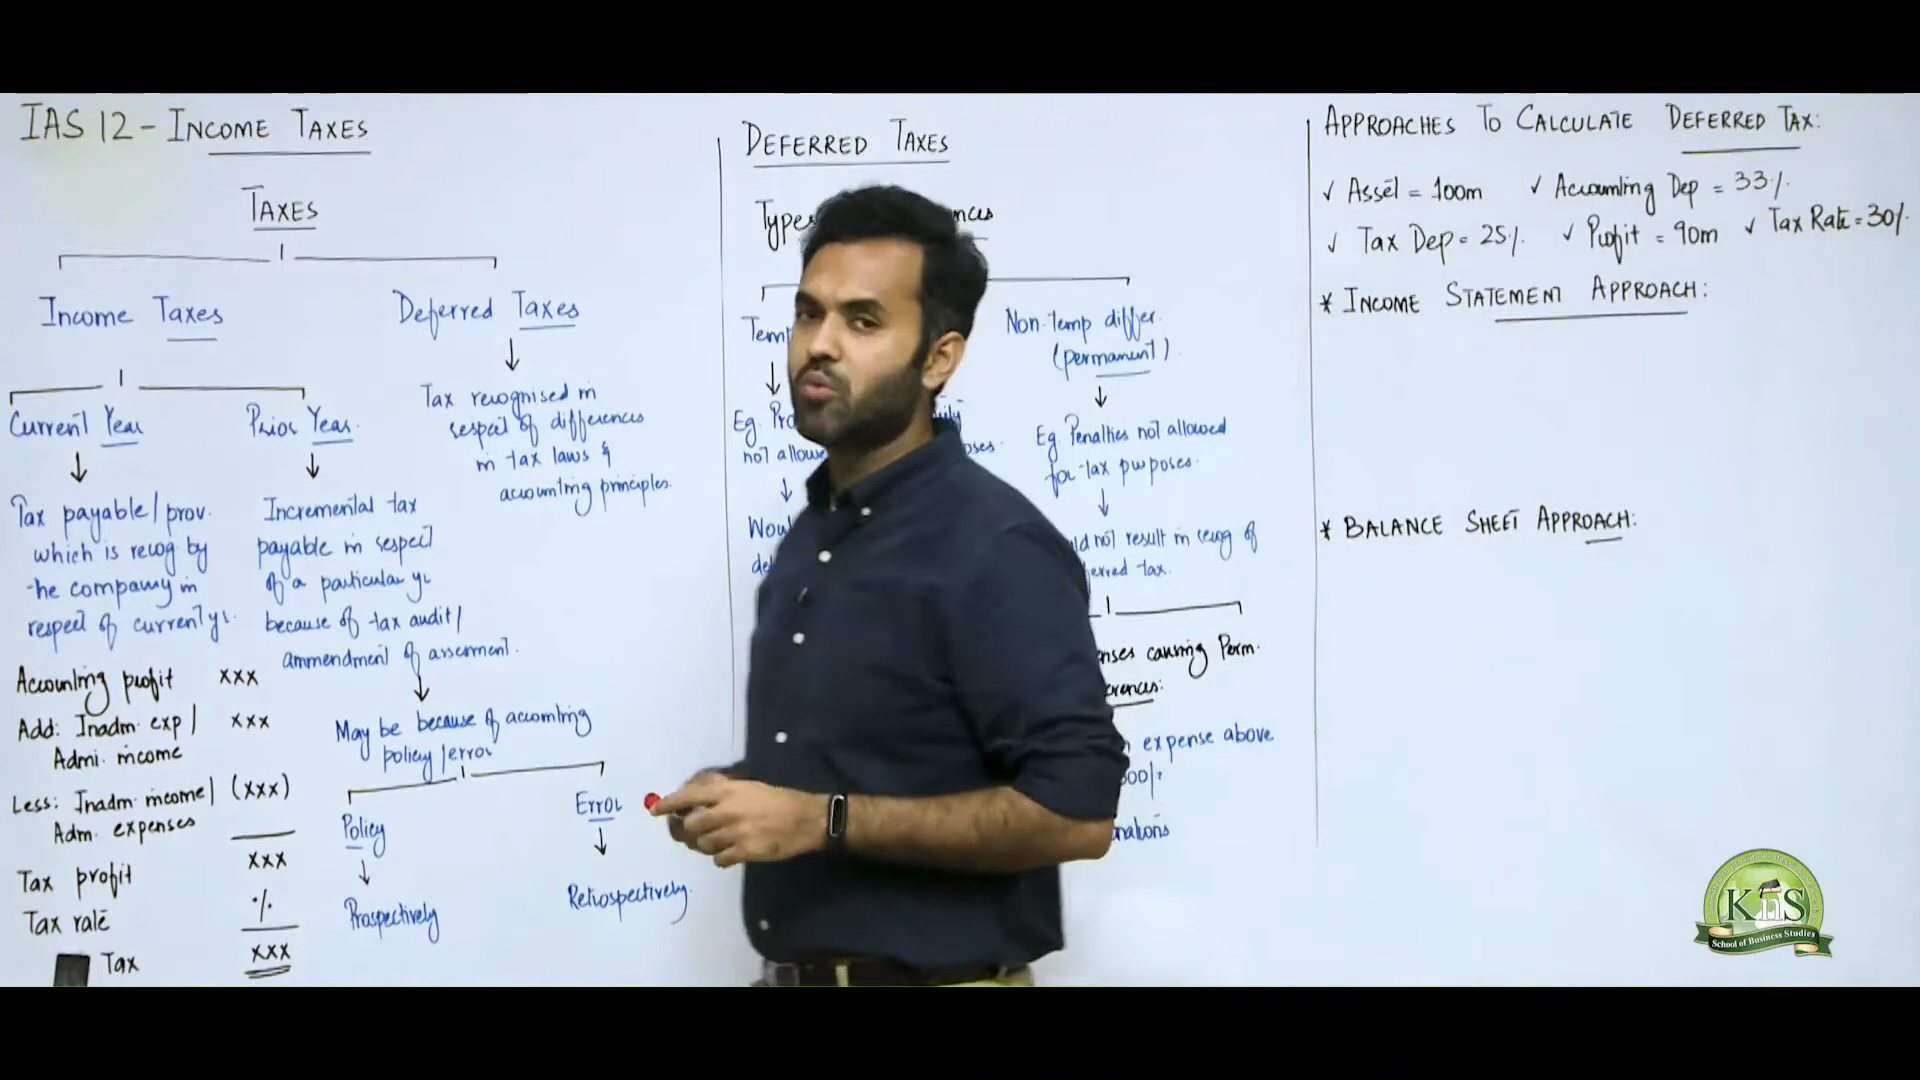 IAS 12 - INCOME TAXES
TAXES
Income Taxes
Deferred Taxes
Current Year
Prior Year.
Tax payable/prov.
which is recog by
the company in
respect of current yr.
Incremental tax
payable in respect
of a particular yr
because of tax audit/
ammendment of assesment.
Tax recognised in
respect of differences
in tax laws &
accounting principles.
Accounting profit xxx
Add: Inadm. exp/ xxx
Admi. income
Less: Inadm. income/ (xxx)
Adm. expenses
xxx
Tax profit
Tax rate %
Tax xxx
May be because of accounting
policy/error
Policy
Prospectively
Error
Retrospectively.
DEFERRED TAXES
Types
Non-temp differ.
(permanent).
Eg.
not
Eg. Penalties not allowed
for tax purposes.
not result in recog of
tax.
causing Perm.
expense above
APPROACHES TO CALCULATE DEFERRED TAX:
✓ Asset = 100m ✓ Accounting Dep = 33%.
✓ Tax Dep = 25%. ✓ Profit = 90m ✓ Tax Rate = 30%.
* INCOME STATEMENT APPROACH:
* BALANCE SHEET APPROACH:
KnS
School of Business Studies